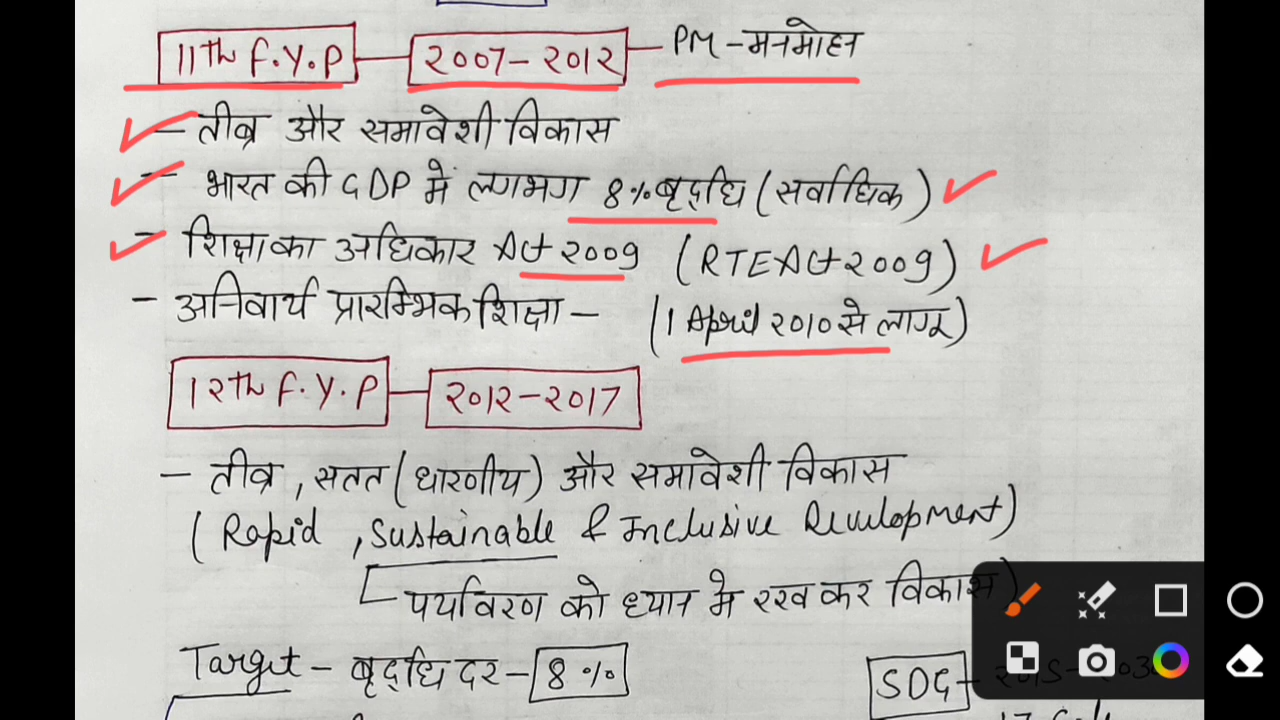 11th F.Y.P — 2007-2012 — PM - मनमोहन
- तीव्र और समावेशी विकास
- भारत की GDP में लगभग 8% बृद्धि (सर्वाधिक)
- शिक्षा का अधिकार Act 2009 (RTE Act 2009)
- अनिवार्य प्रारम्भिक शिक्षा - (1 April 2010 से लागू)
12th F.Y.P — 2012-2017
- तीव्र, सतत (धारणीय) और समावेशी विकास
(Rapid, Sustainable & Inclusive Development)
पर्यावरण को ध्यान में रख कर विकास)
Target - बृद्धि दर - 8%
SDG - 2015-2030